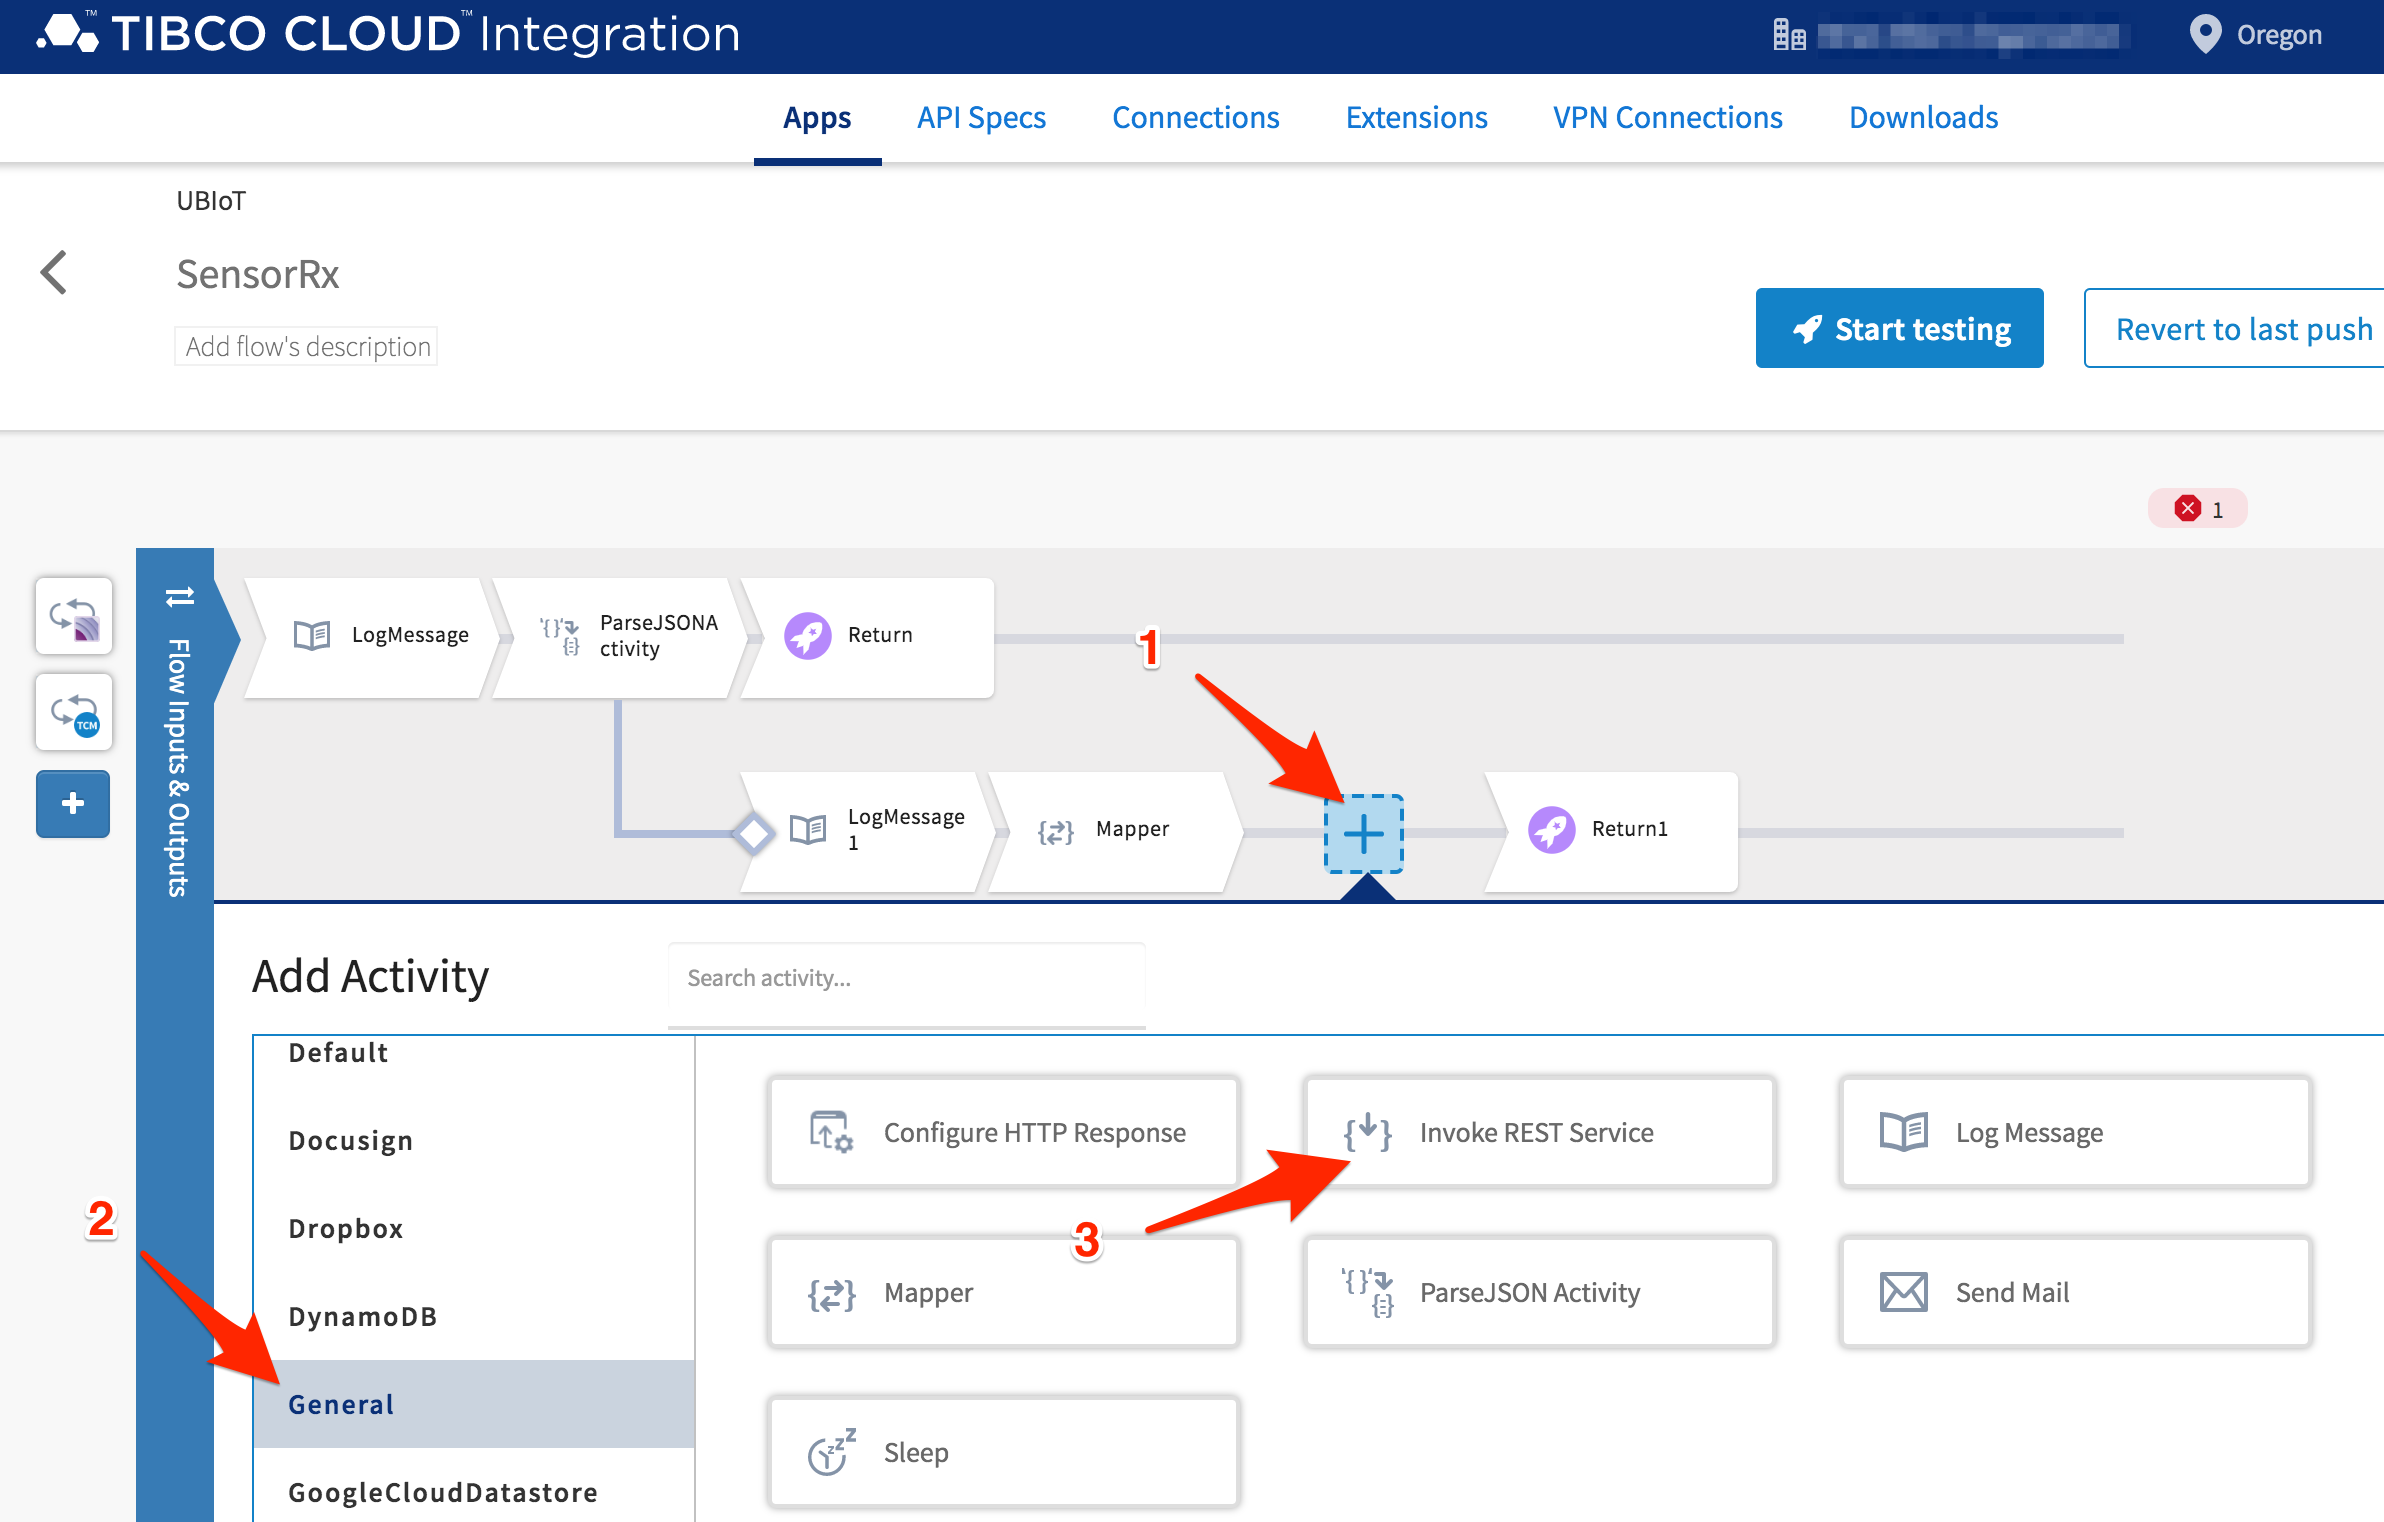 TIBCO CLOUD™ Integration
Oregon
Apps
API Specs
Connections
Extensions
VPN Connections
Downloads
UBIoT
SensorRx
Add flow's description
Start testing
Revert to last push
1
Flow Inputs & Outputs
TCM
LogMessage
ParseJSONA
ctivity
Return
1
LogMessage
1
Mapper
Return1
Add Activity
Search activity...
Default
Docusign
Dropbox
DynamoDB
General
GoogleCloudDatastore
2
Configure HTTP Response
Invoke REST Service
Log Message
3
Mapper
ParseJSON Activity
Send Mail
Sleep